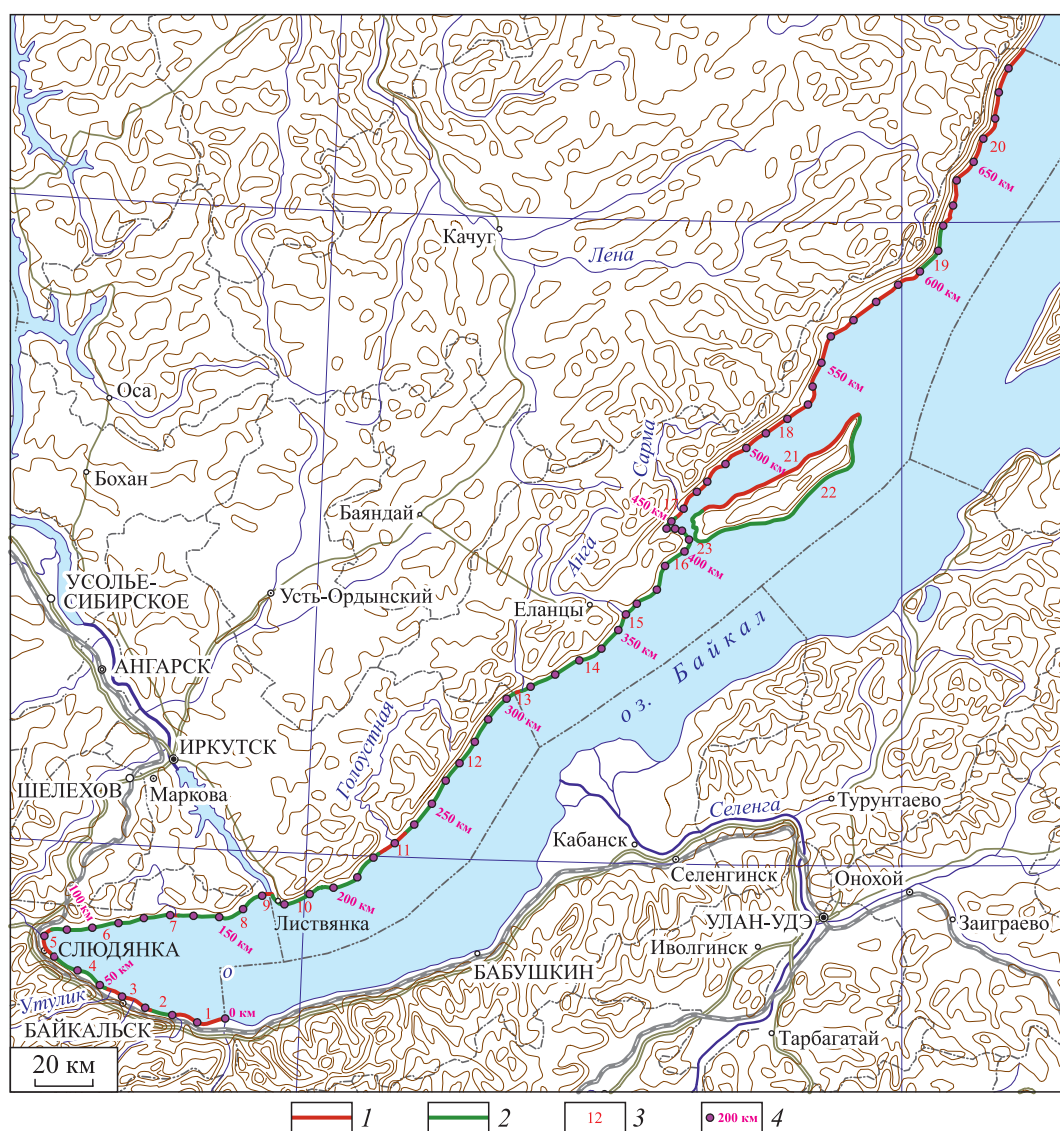 20
650 км
Качуг
Лена
19
600 км
Оса
550 км
Сарма
18
Бохан
500 км
21
22
Баяндай
450 км
17
23
400 км
16
Анга
УСОЛЬЕ-
СИБИРСКОЕ
Усть-Ордынский
Еланцы
15
350 км
АНГАРСК
14
оз. Байкал
13
300 км
Голоустная
ИРКУТСК
12
ШЕЛЕХОВ
Маркова
250 км
Селенга
Турунтаево
Кабанск
11
Селенгинск
Онохой
100 км
200 км
10
9
Листвянка
8
7
6
150 км
УЛАН-УДЭ
Заиграево
5
СЛЮДЯНКА
Иволгинск
4
БАБУШКИН
50 км
о
Утулик
3
2
1
0 км
БАЙКАЛЬСК
Тарбагатай
20 км
1
2
12
3
200 км
4